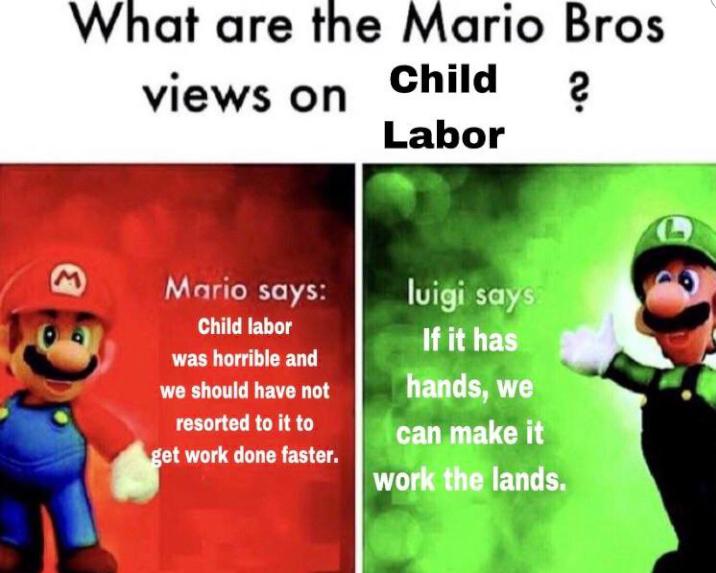 What are the Mario Bros
views on Child ?
Labor
M
L
Mario says:
Child labor
was horrible and
we should have not
resorted to it to
get work done faster.
luigi says:
If it has
hands, we
can make it
work the lands.